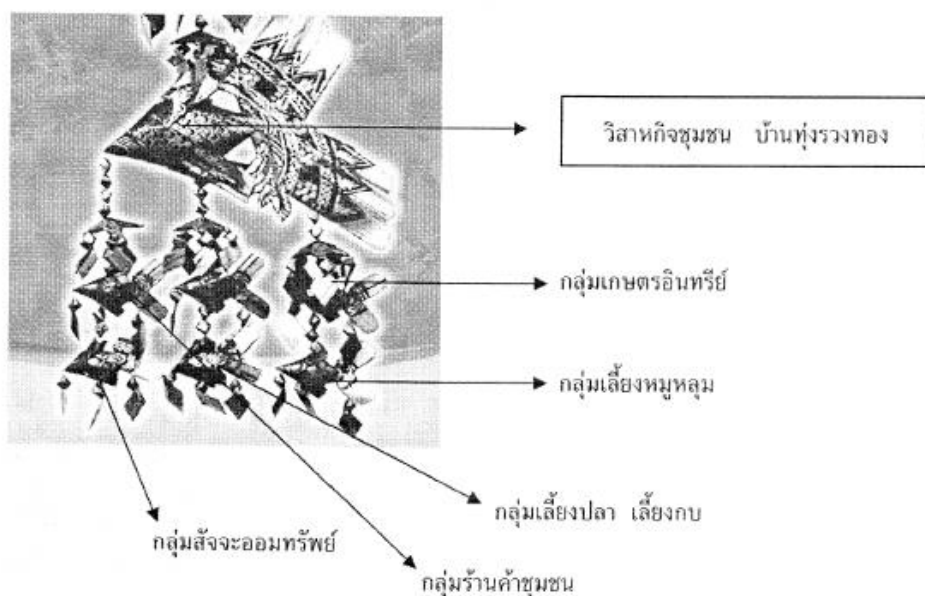 วิสาหกิจชุมชน บ้านทุ่งรวงทอง
กลุ่มเกษตรอินทรีย์
กลุ่มเลี้ยงหมูหลุม
กลุ่มเลี้ยงปลา เลี้ยงกบ
กลุ่มสัจจะออมทรัพย์
กลุ่มร้านค้าชุมชน